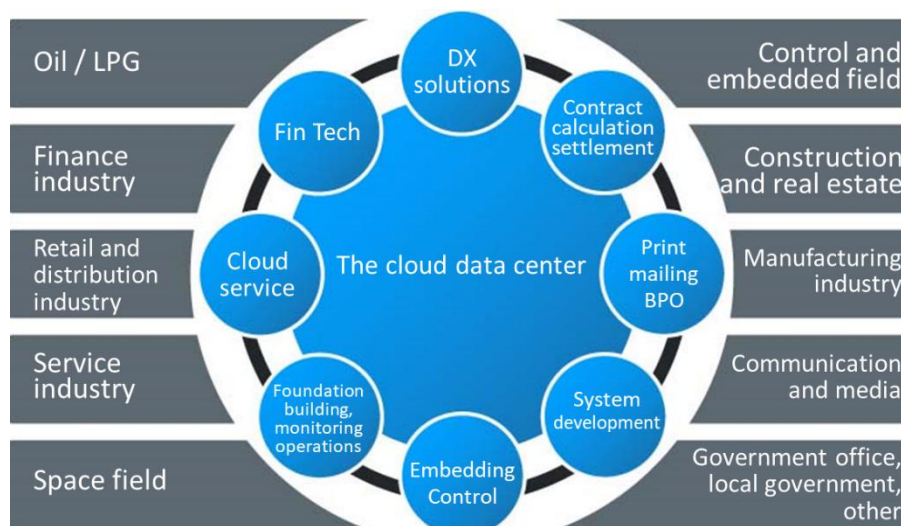 Oil / LPG
Finance
industry
Retail and
distribution
industry
Service
industry
Space field
DX
solutions
Contract
calculation
settlement
Print
mailing
BPO
System
development
Embedding
Control
Foundation
building,
monitoring
operations
Cloud
service
Fin Tech
The cloud data center
Control and
embedded field
Construction
and real estate
Manufacturing
industry
Communication
and media
Government office,
local government,
other